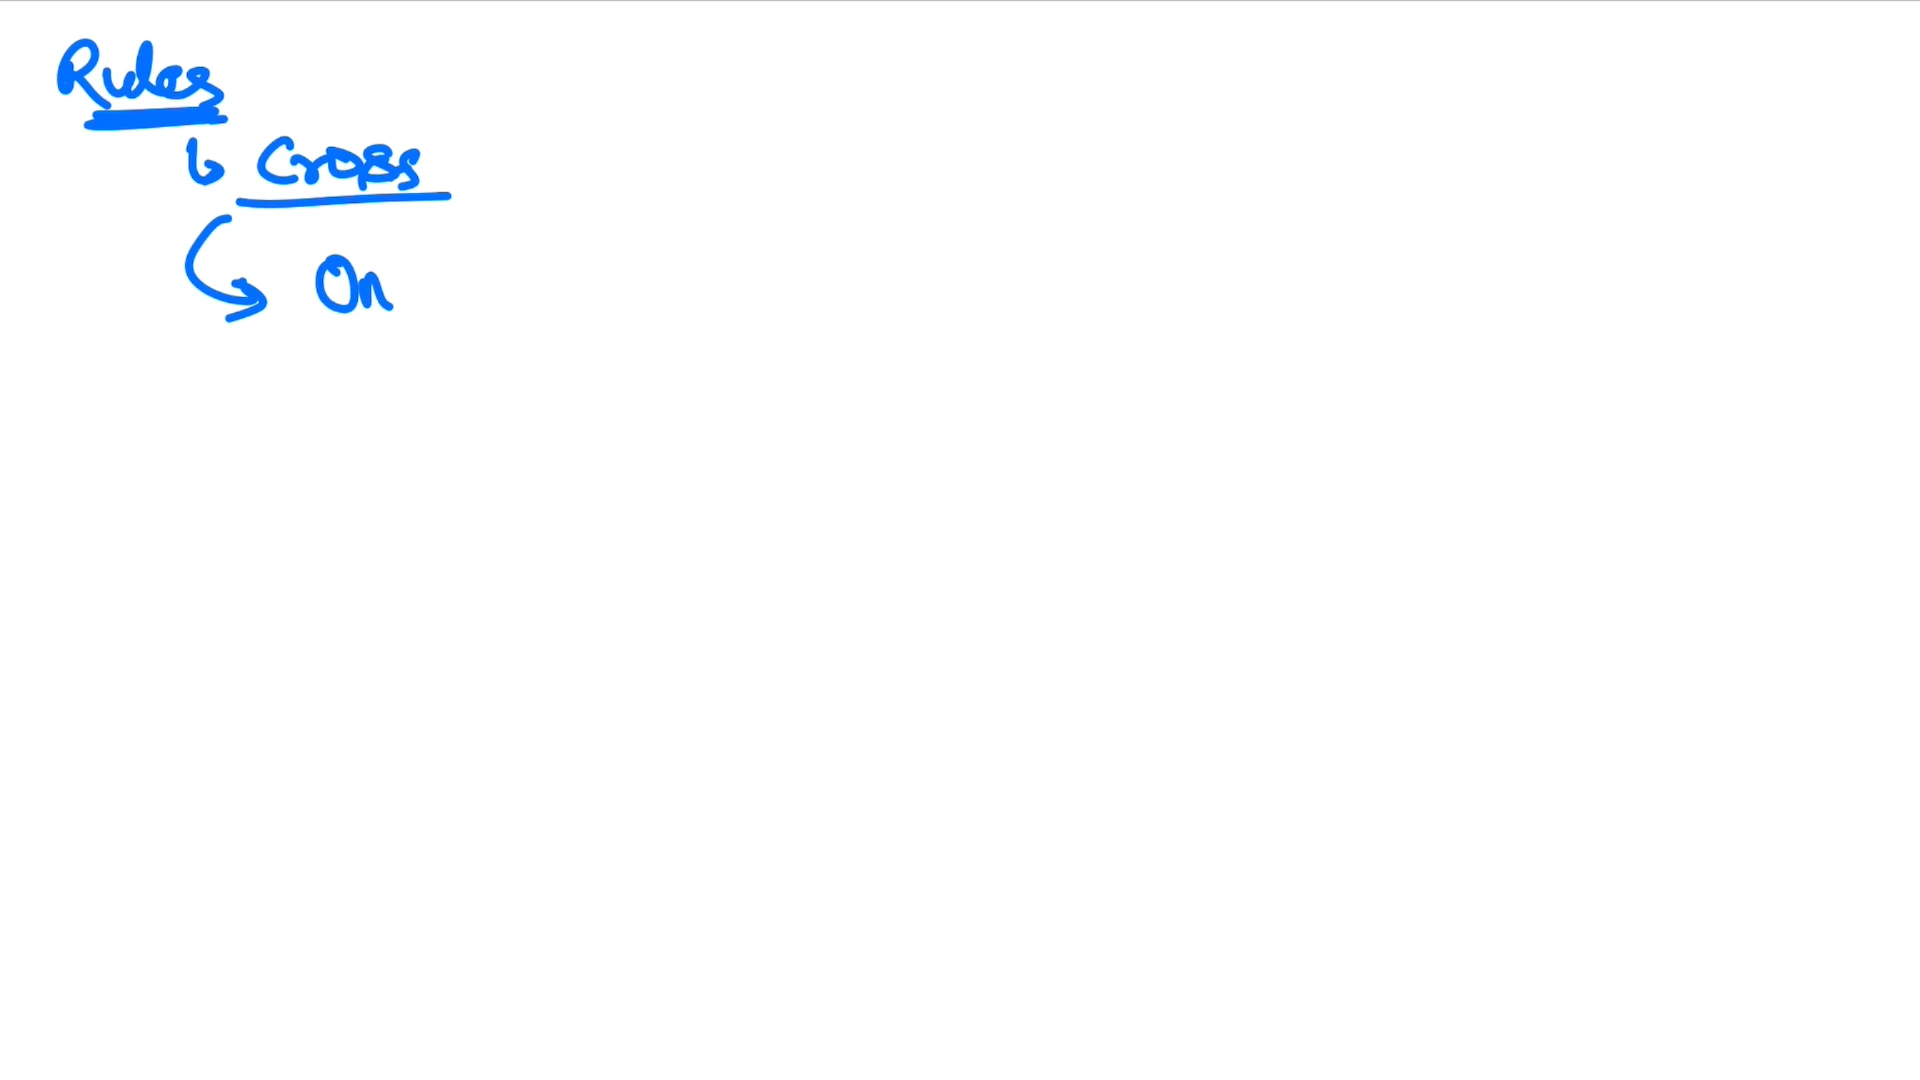 Rules
↳ Cross
→ On